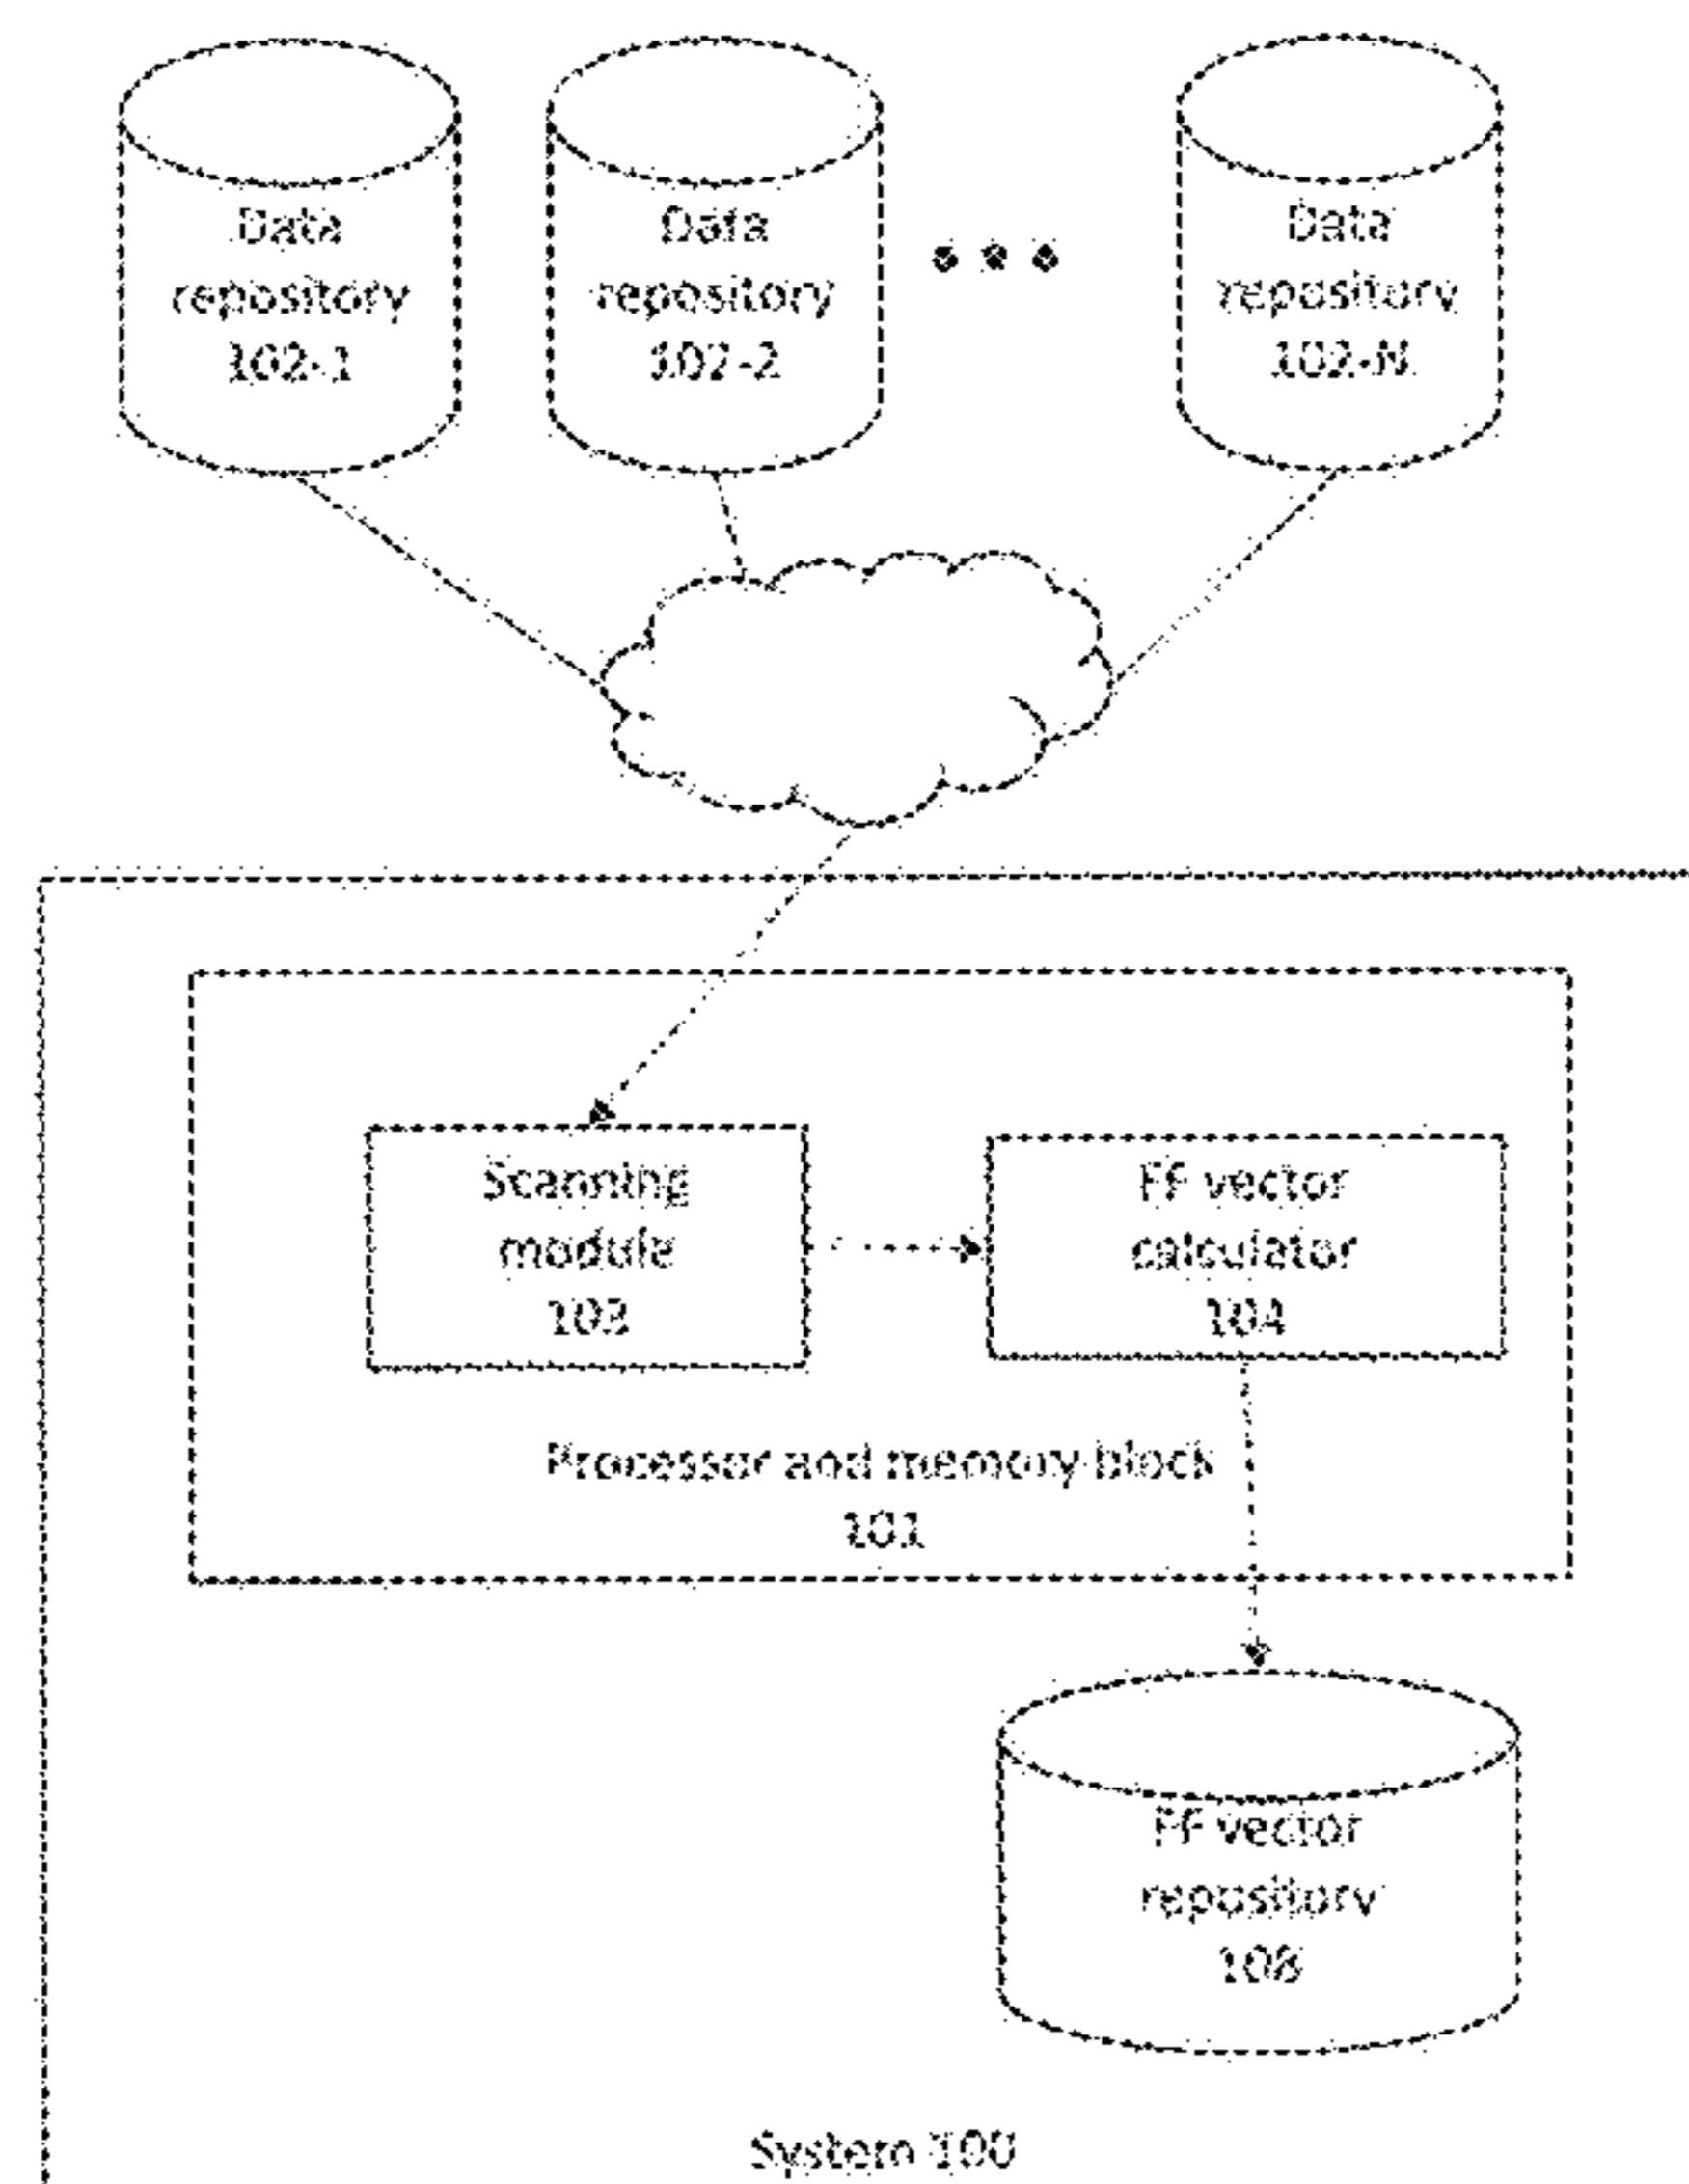 Data
repository
102-1
Data
repository
102-2
Data
repository
102-N
Scanning
module
103
FF vector
calculator
104
Processor and memory block
101
FF vector
repository
108
System 100